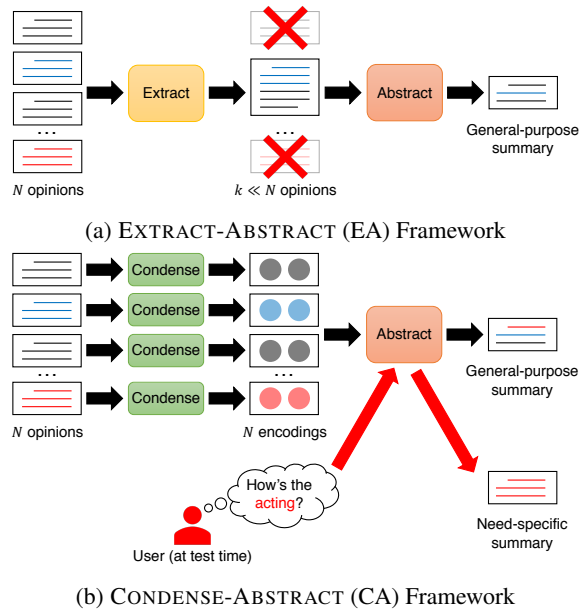 Extract
Abstract
...
...
N opinions
k ≪ N opinions
General-purpose
summary
(a) EXTRACT-ABSTRACT (EA) Framework
Condense
Condense
Condense
Condense
Abstract
...
...
N opinions
N encodings
General-purpose
summary
How's the
acting?
User (at test time)
Need-specific
summary
(b) CONDENSE-ABSTRACT (CA) Framework